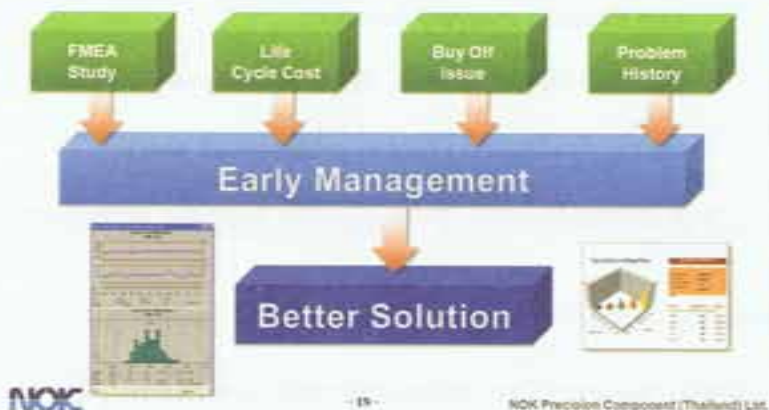 FMEA
Study
Life
Cycle Cost
Buy Off
Issue
Problem
History
Early Management
Better Solution
NOK
- 19 -
NOK Precision Component (Thailand) Ltd.